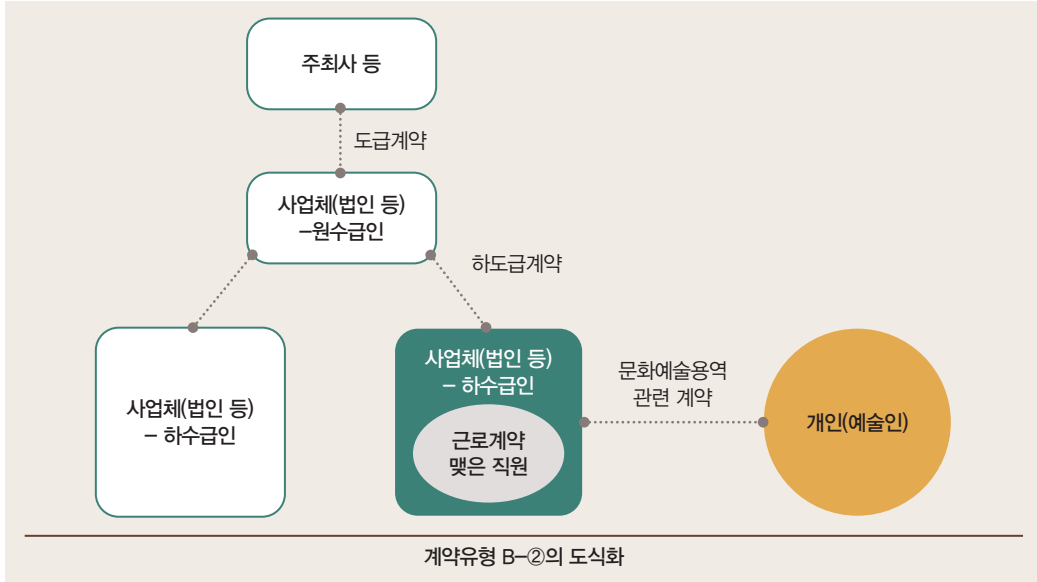 주최사 등
도급계약
사업체(법인 등)
–원수급인
하도급계약
사업체(법인 등)
– 하수급인
사업체(법인 등)
– 하수급인
근로계약
맺은 직원
문화예술용역
관련 계약
개인(예술인)
계약유형 B–②의 도식화